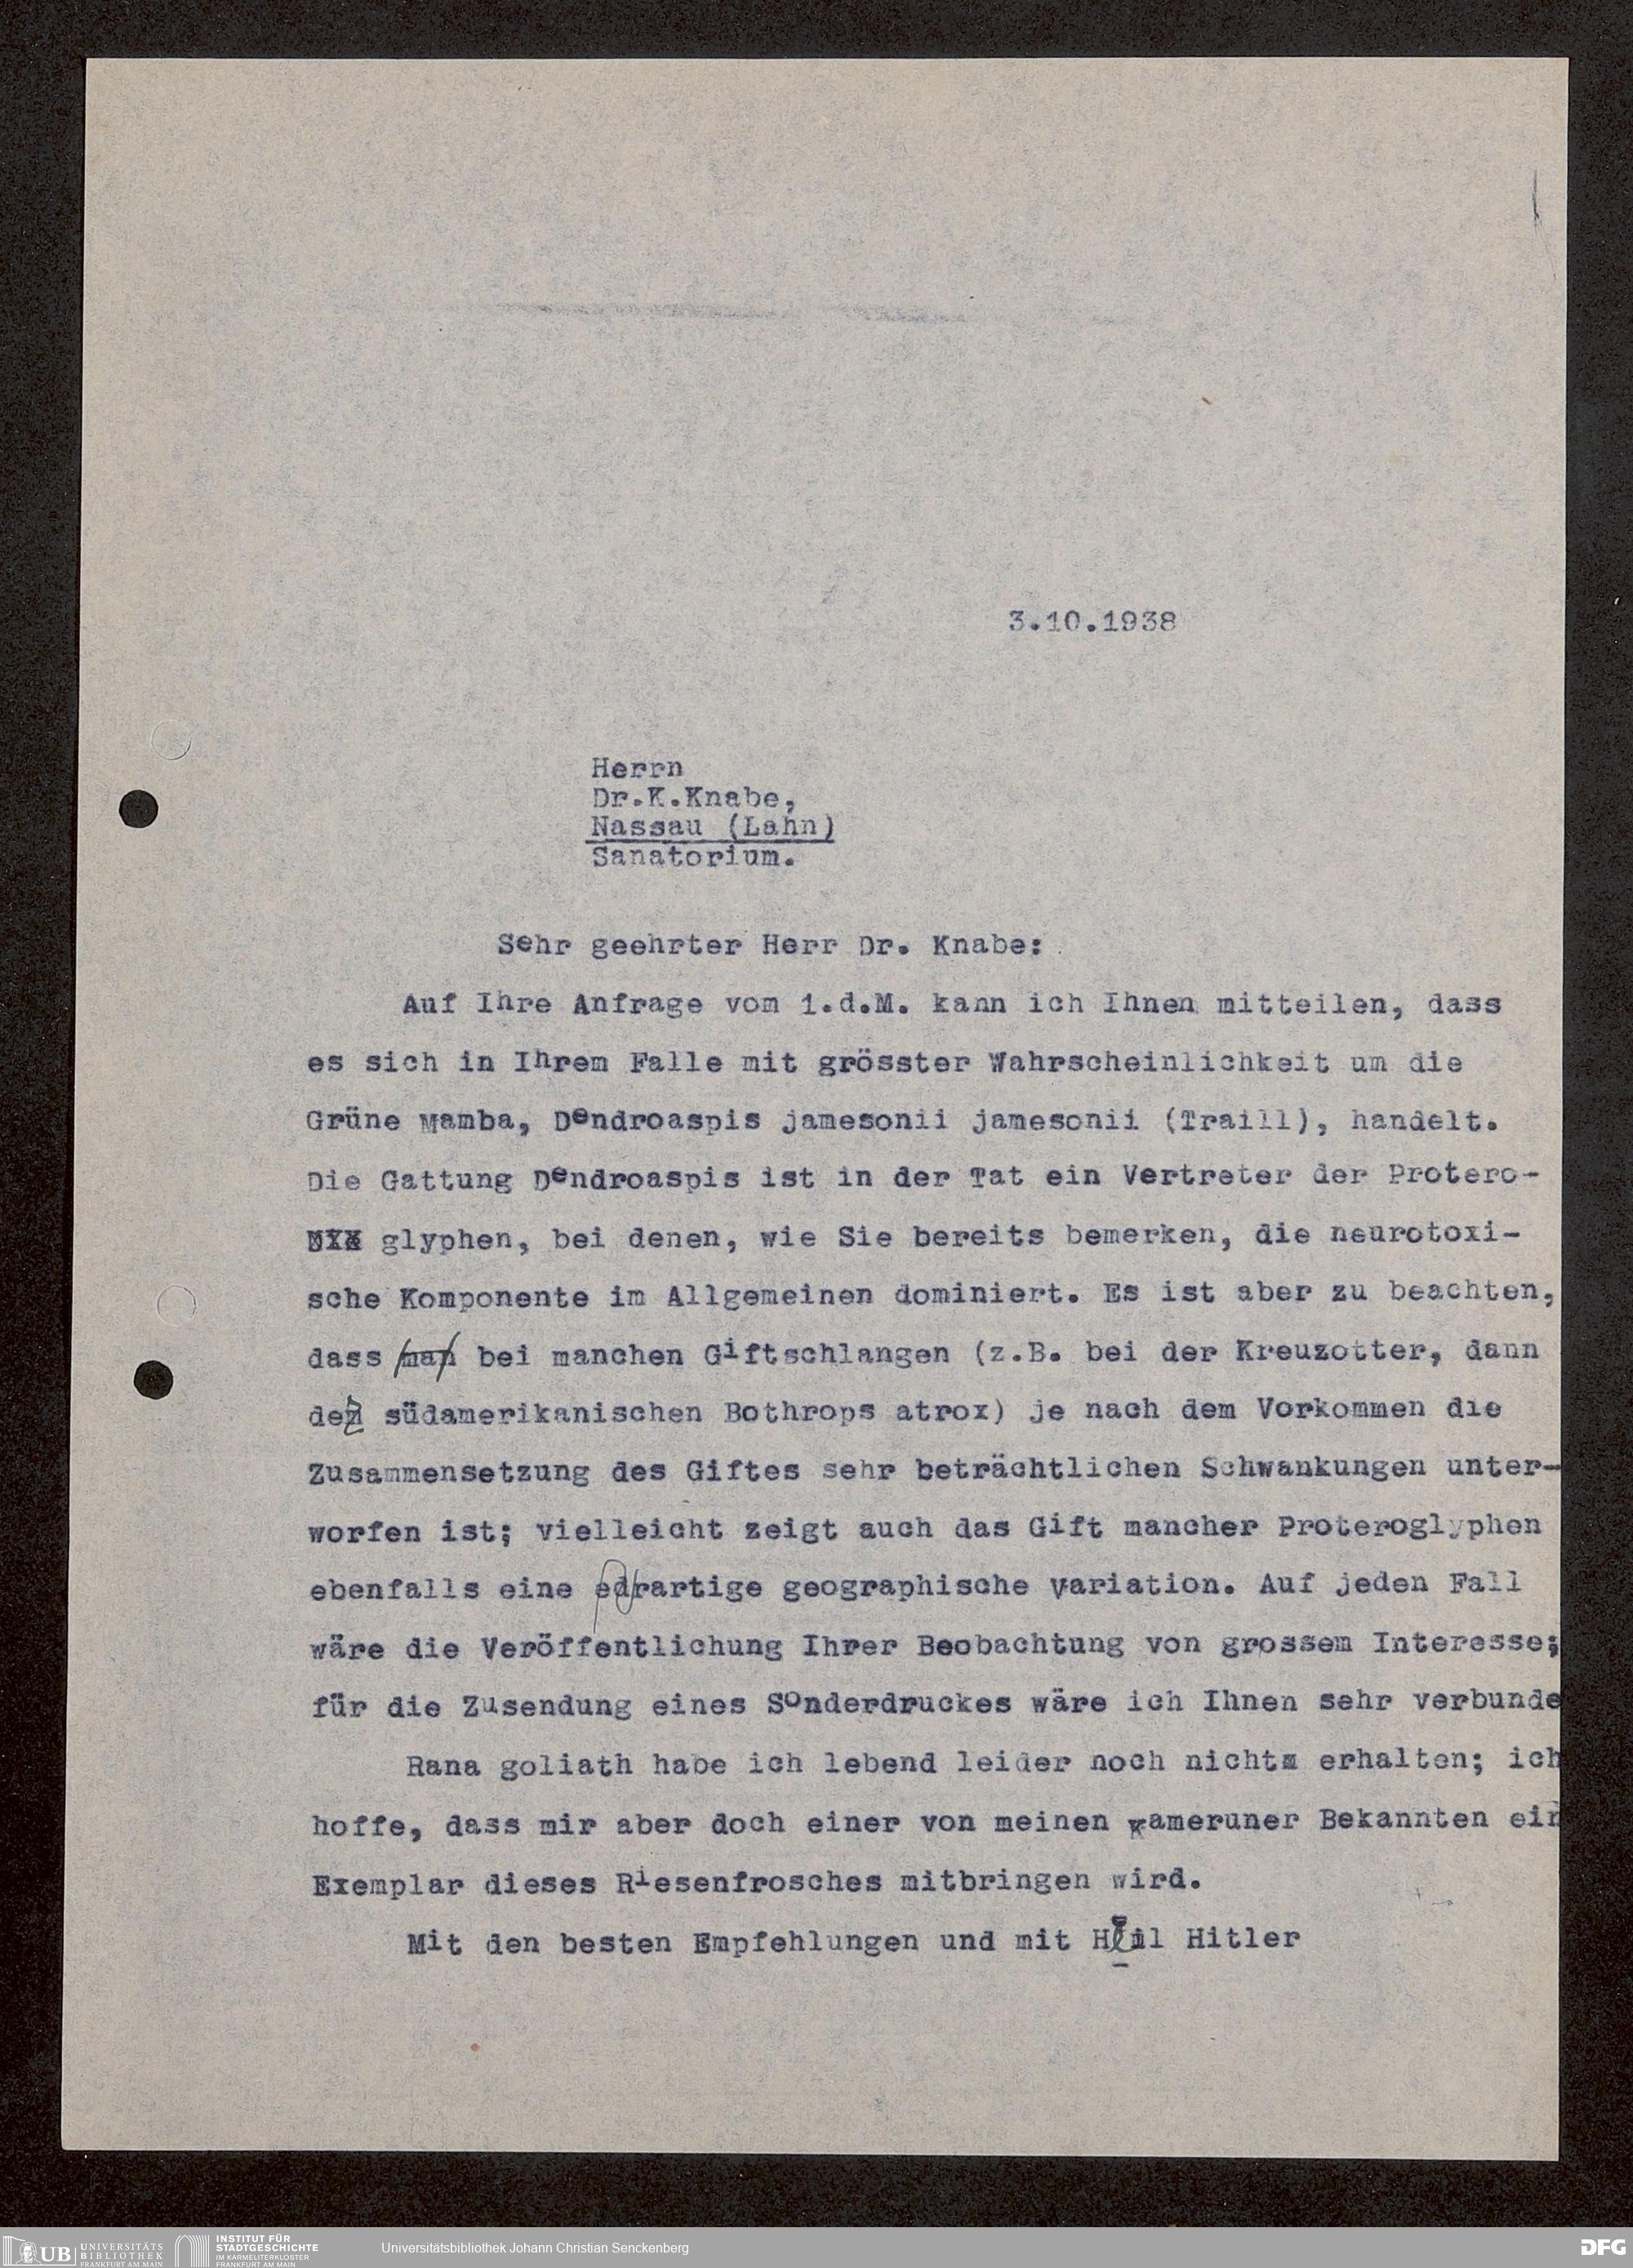 3.10.1938
Herrn
Dr.K.Knabe,
Nassau (Lahn)
Sanatorium.
Sehr geehrter Herr Dr. Knabe:
Auf Ihre Anfrage vom 1.d.M. kann ich Ihnen mitteilen, dass
es sich in Ihrem Falle mit grösster Wahrscheinlichkeit um die
Grüne Mamba, Dendroaspis jamesonii jamesonii (Traill), handelt.
Die Gattung Dendroaspis ist in der Tat ein Vertreter der Protero-
glyphen, bei denen, wie Sie bereits bemerken, die neurotoxi-
sche Komponente im Allgemeinen dominiert. Es ist aber zu beachten,
dass man bei manchen Giftschlangen (z.B. bei der Kreuzotter, dann
der südamerikanischen Bothrops atrox) je nach dem Vorkommen die
Zusammensetzung des Giftes sehr beträchtlichen Schwankungen unter-
worfen ist; vielleicht zeigt auch das Gift mancher Proteroglyphen
ebenfalls eine edrartige geographische Variation. Auf jeden Fall
wäre die Veröffentlichung Ihrer Beobachtung von grossem Interesse;
für die Zusendung eines Sonderdruckes wäre ich Ihnen sehr verbunde
Rana goliath habe ich lebend leider noch nicht erhalten; ich
hoffe, dass mir aber doch einer von meinen Kameruner Bekannten ein
Exemplar dieses Riesenfrosches mitbringen wird.
Mit den besten Empfehlungen und mit Heil Hitler
UB UNIVERSITÄTS
BIBLIOTHEK
FRANKFURT AM MAIN
INSTITUT FÜR
STADTGESCHICHTE
IM KARMELITERKLOSTER
FRANKFURT AM MAIN
Universitätsbibliothek Johann Christian Senckenberg
DFG